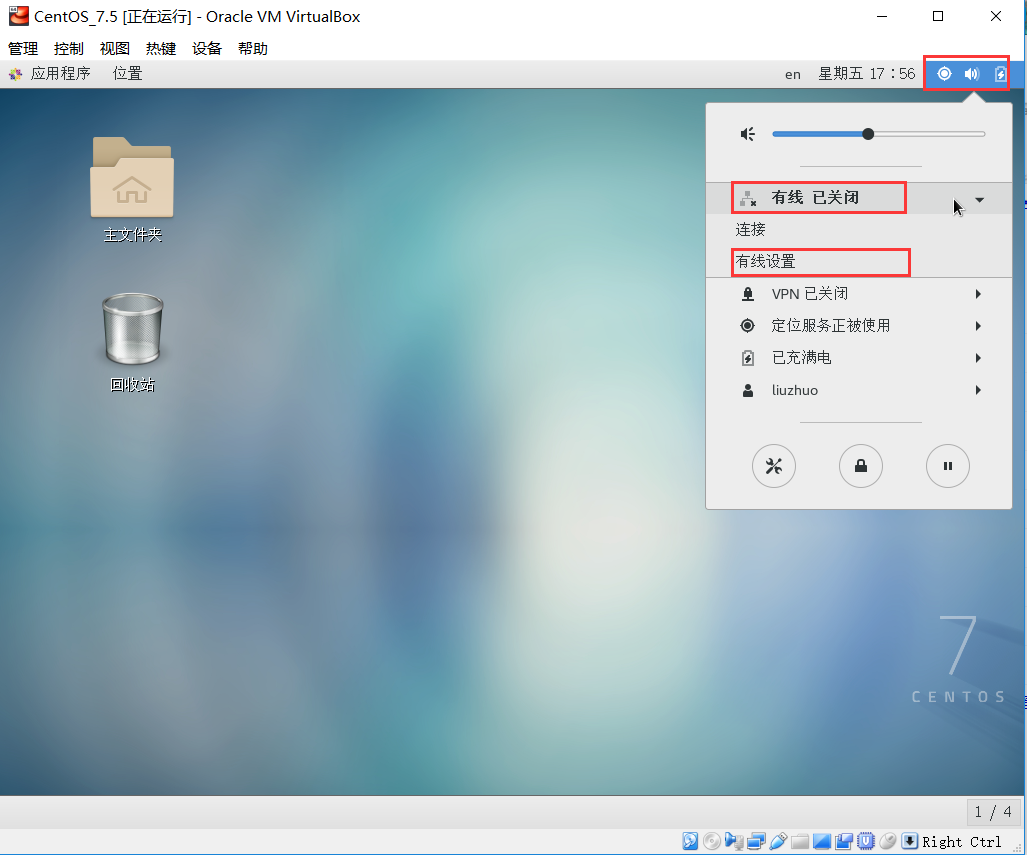 CentOS_7.5 [正在运行] - Oracle VM VirtualBox
管理 控制 视图 热键 设备 帮助
应用程序 位置 en 星期五 17：56
主文件夹
回收站
有线 已关闭
连接
有线设置
VPN 已关闭
定位服务正被使用
已充满电
liuzhuo
7
CENTOS
1 / 4
Right Ctrl